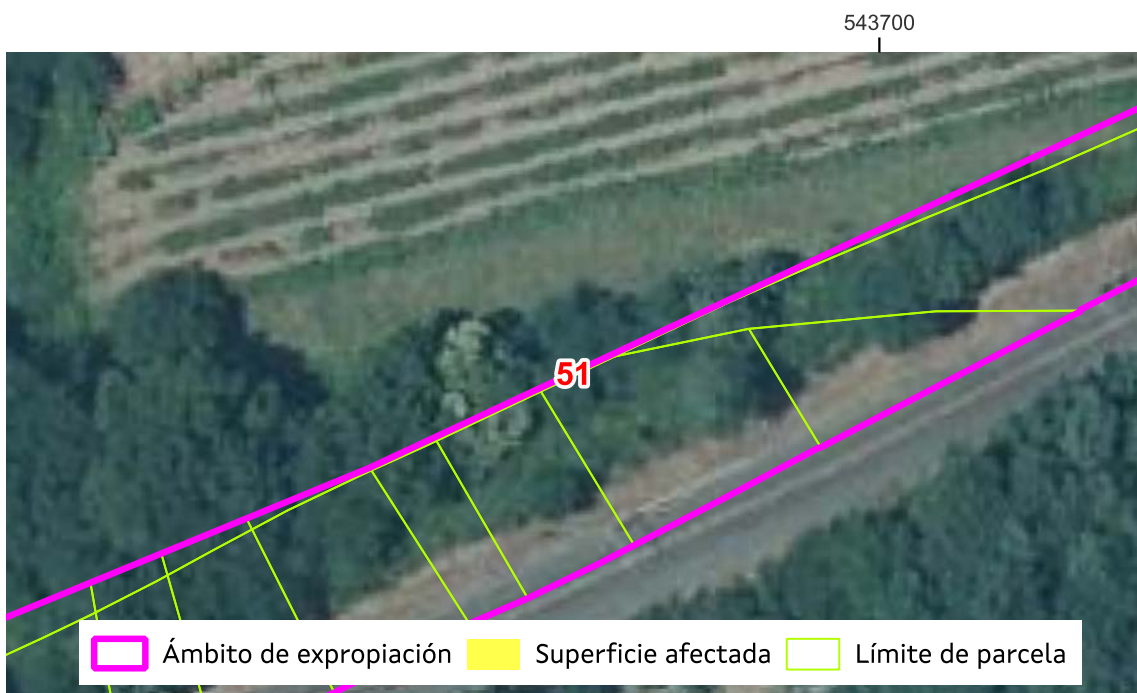 543700
51
Ámbito de expropiación Superficie afectada Límite de parcela